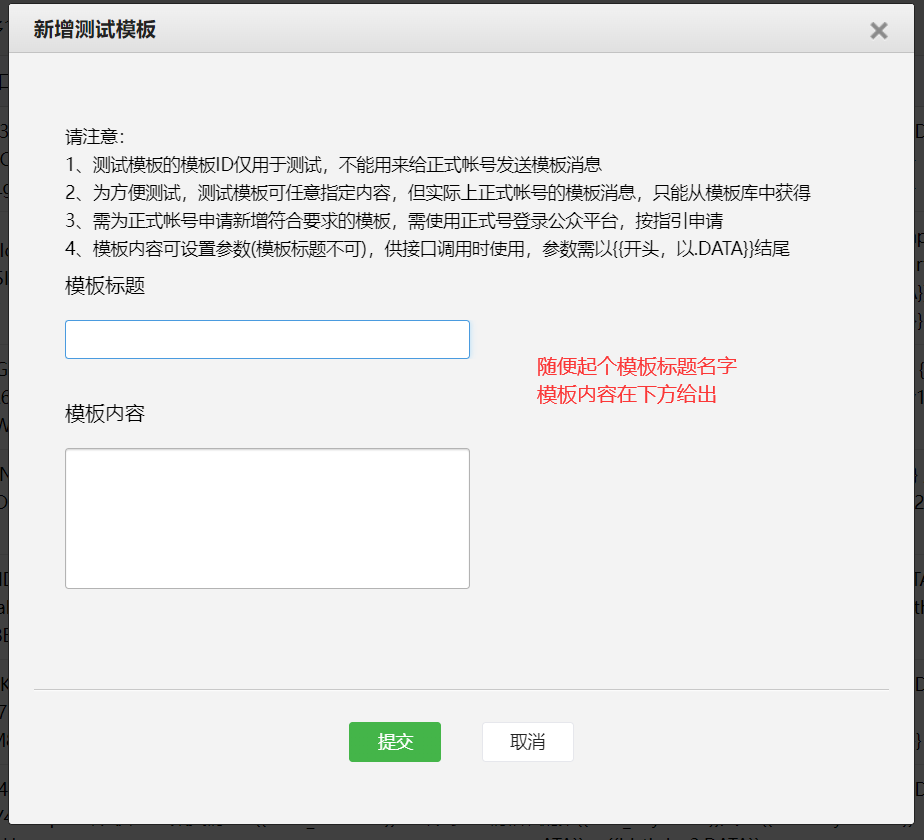 新增测试模板
请注意：
1、测试模板的模板ID仅用于测试，不能用来给正式帐号发送模板消息
2、为方便测试，测试模板可任意指定内容，但实际上正式帐号的模板消息，只能从模板库中获得
3、需为正式帐号申请新增符合要求的模板，需使用正式号登录公众平台，按指引申请
4、模板内容可设置参数(模板标题不可)，供接口调用时使用，参数需以{{开头，以.DATA}}结尾
模板标题
随便起个模板标题名字
模板内容在下方给出
模板内容
提交
取消